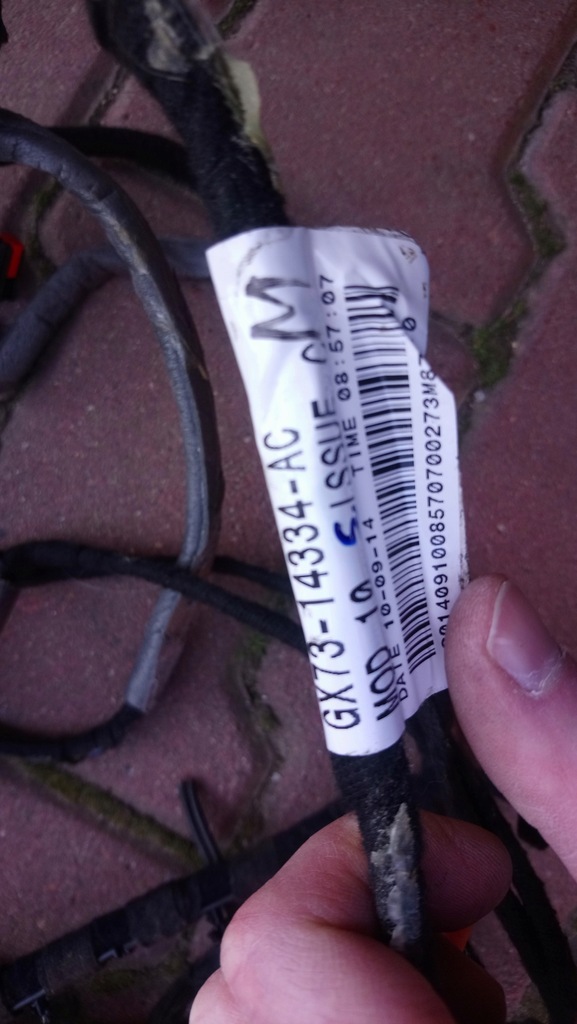 M
GX73-14334-AC
MOD 10 S.ISSUE
DATE 10-09-14 TIME 08:57:07